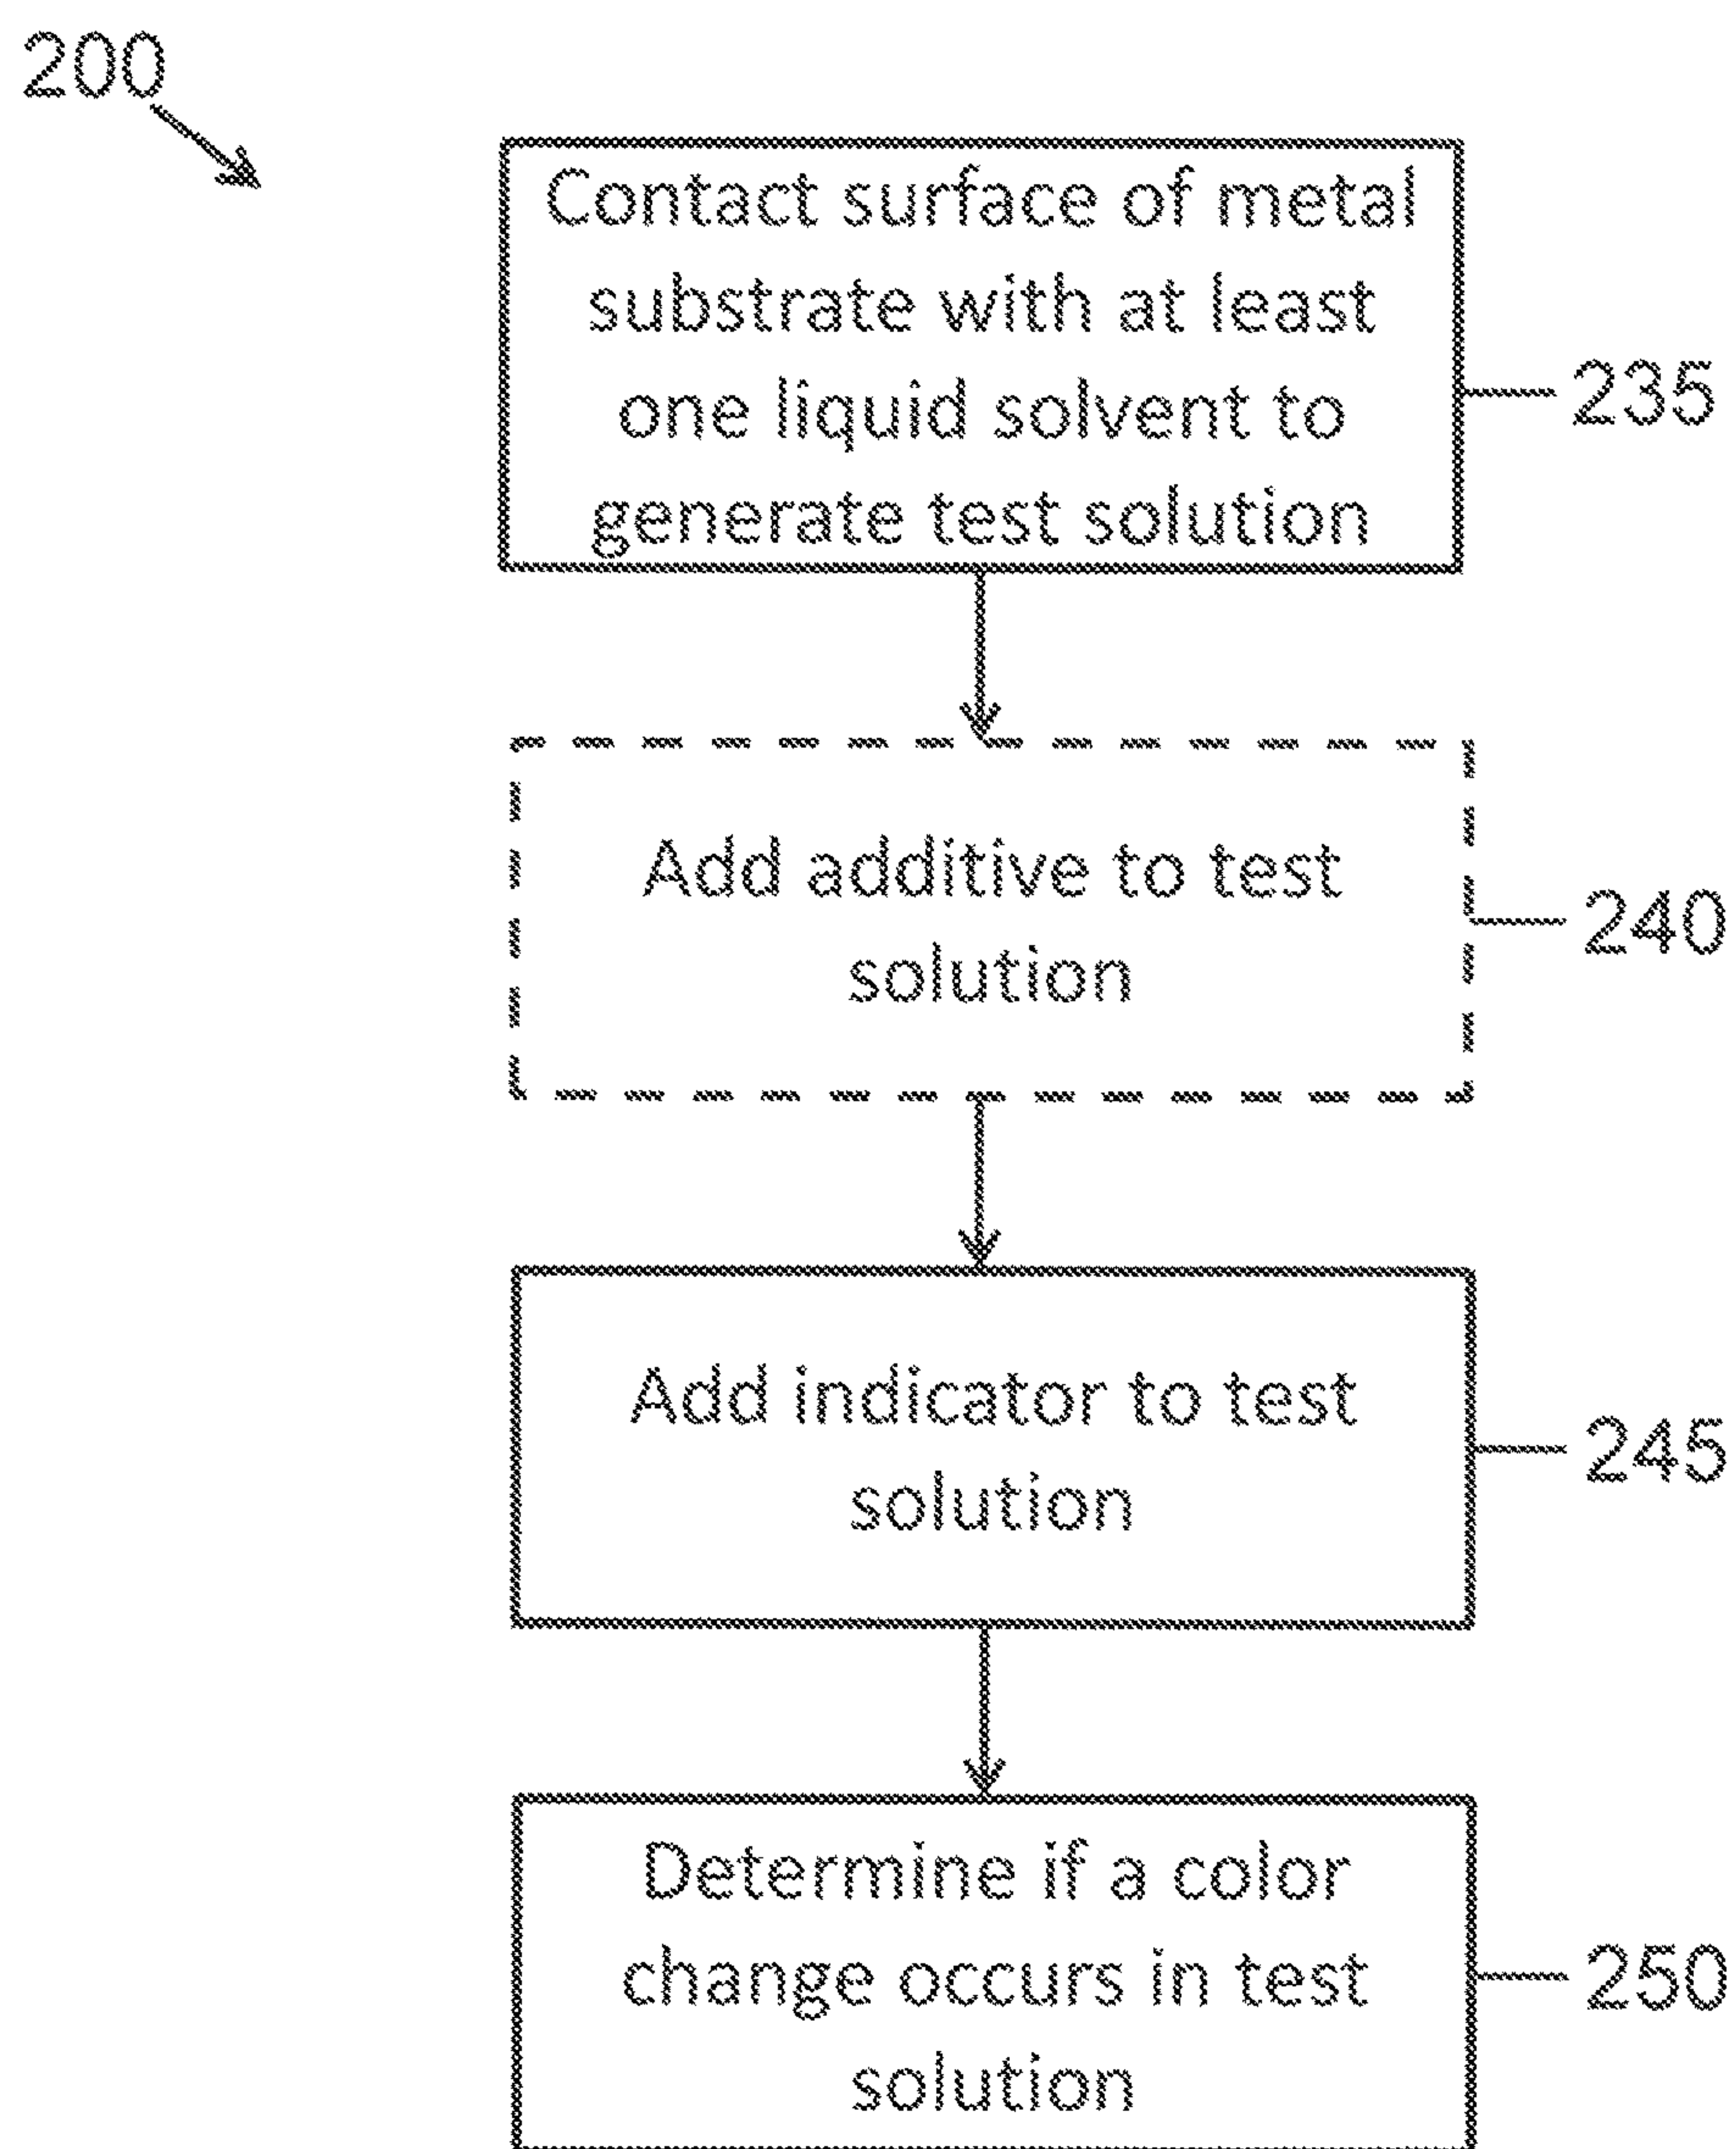 200
Contact surface of metal
substrate with at least
one liquid solvent to
generate test solution
235
Add additive to test
solution
240
Add indicator to test
solution
245
Determine if a color
change occurs in test
solution
250